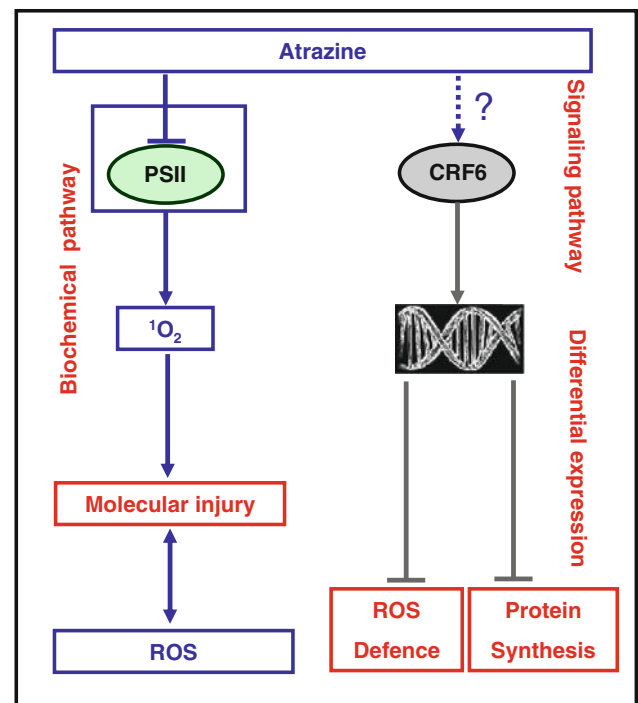 Atrazine
?
PSII
CRF6
Signaling pathway
Biochemical pathway
¹O₂
Differential expression
Molecular injury
ROS
Defence
Protein
Synthesis
ROS